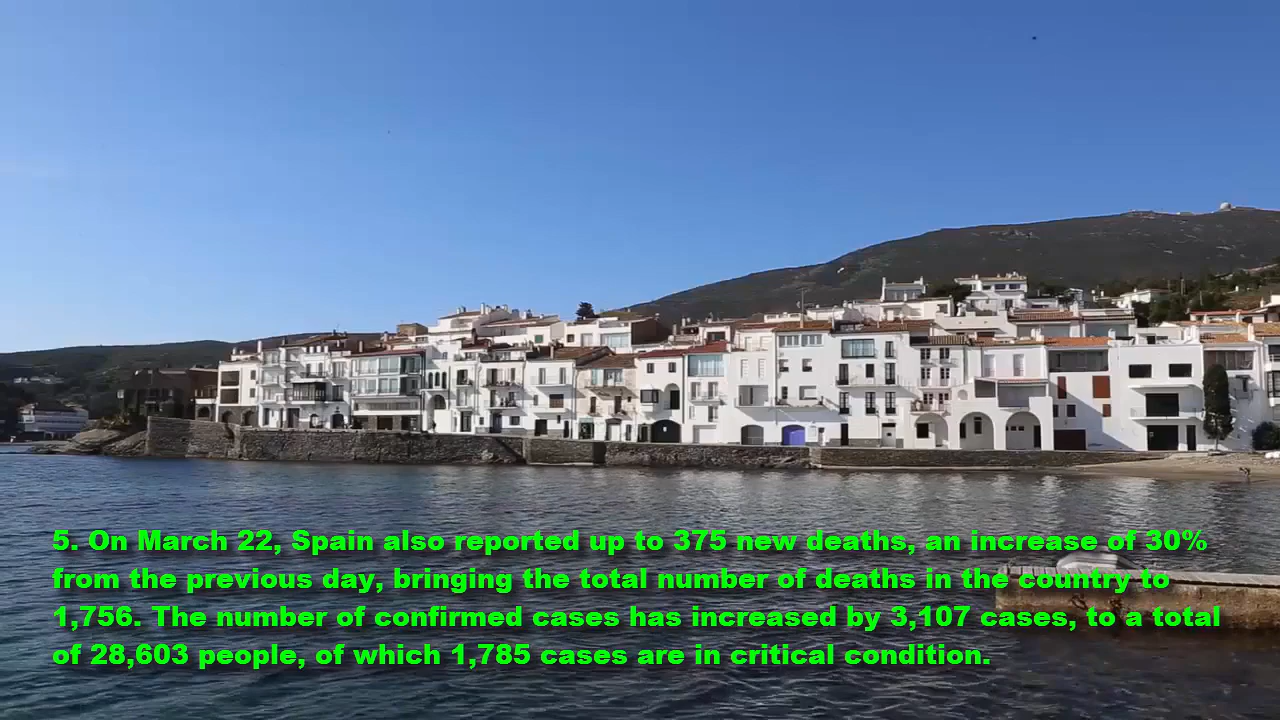 5. On March 22, Spain also reported up to 375 new deaths, an increase of 30%
from the previous day, bringing the total number of deaths in the country to
1,756. The number of confirmed cases has increased by 3,107 cases, to a total
of 28,603 people, of which 1,785 cases are in critical condition.